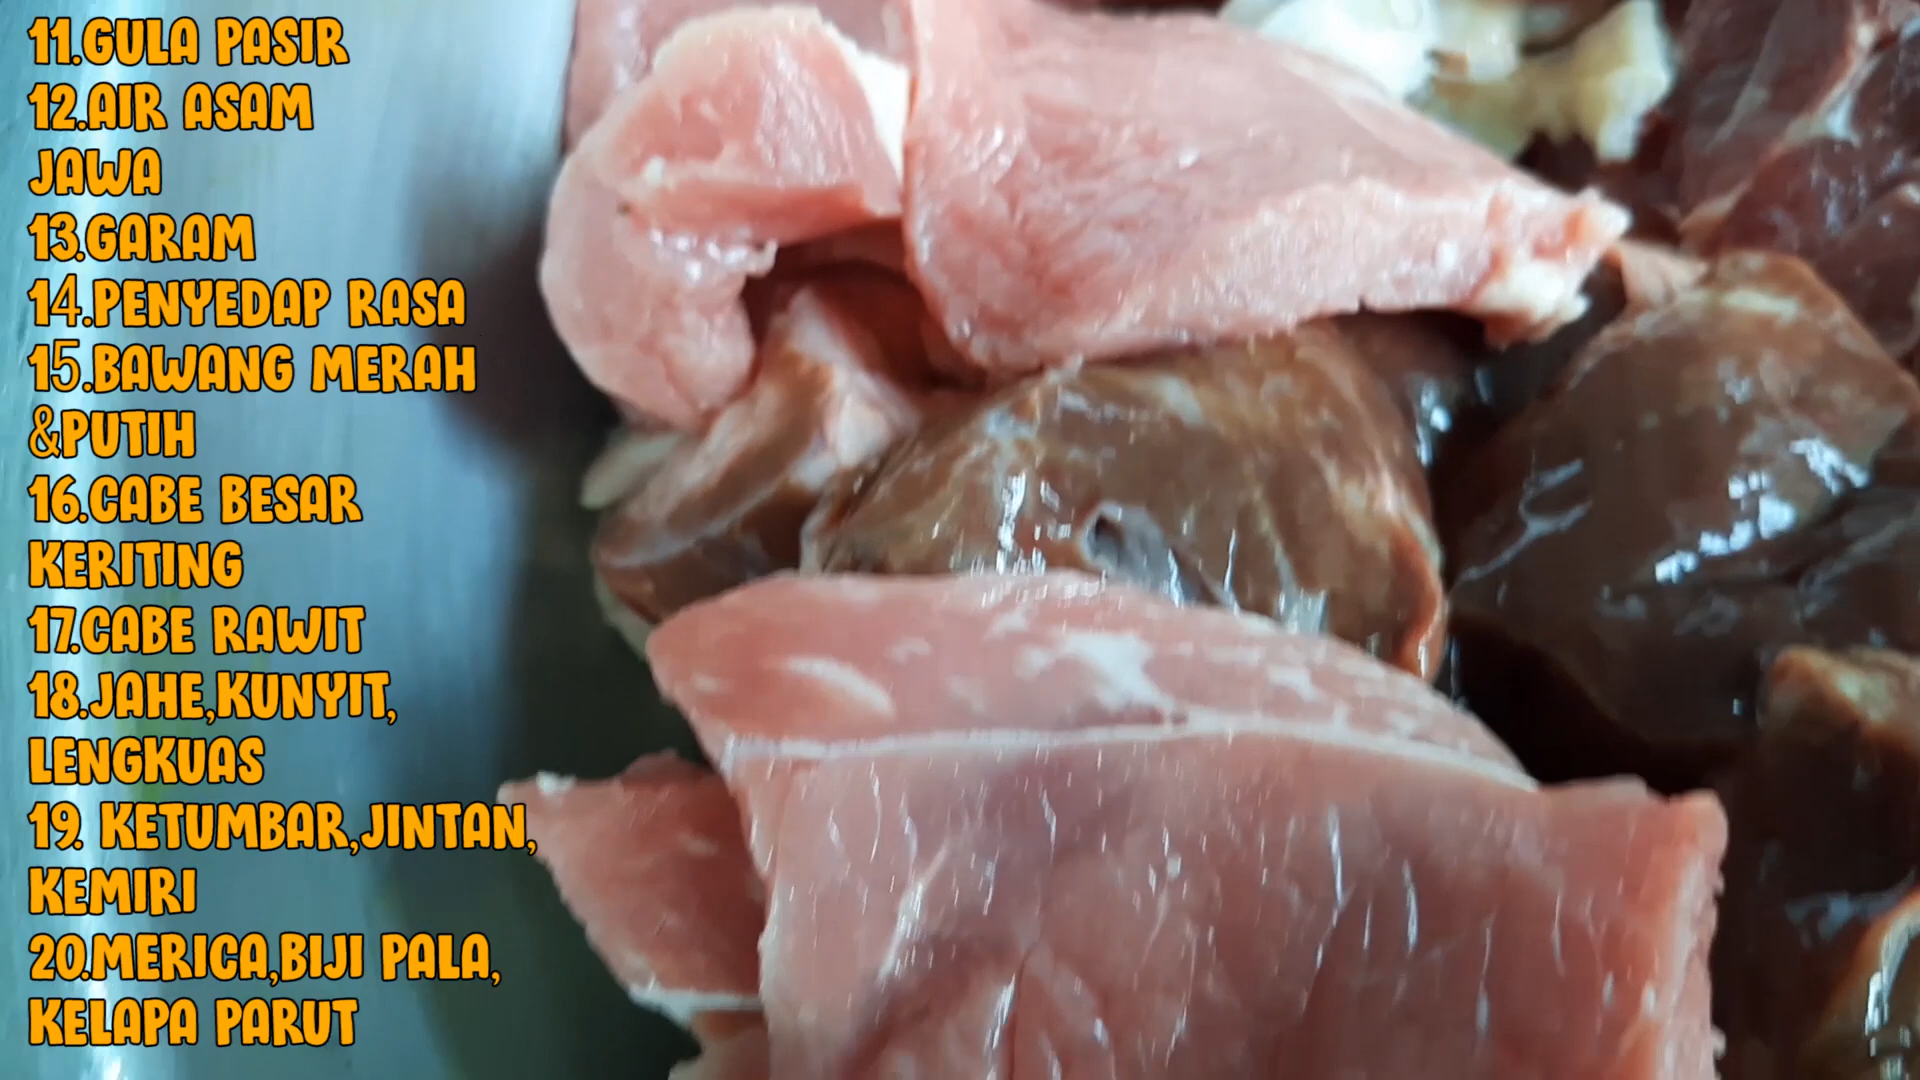 11.GULA PASIR
12.AIR ASAM
JAWA
13.GARAM
14.PENYEDAP RASA
15.BAWANG MERAH
&PUTIH
16.CABE BESAR
KERITING
17.CABE RAWIT
18.JAHE,KUNYIT,
LENGKUAS
19. KETUMBAR,JINTAN,
KEMIRI
20.MERICA,BIJI PALA,
KELAPA PARUT